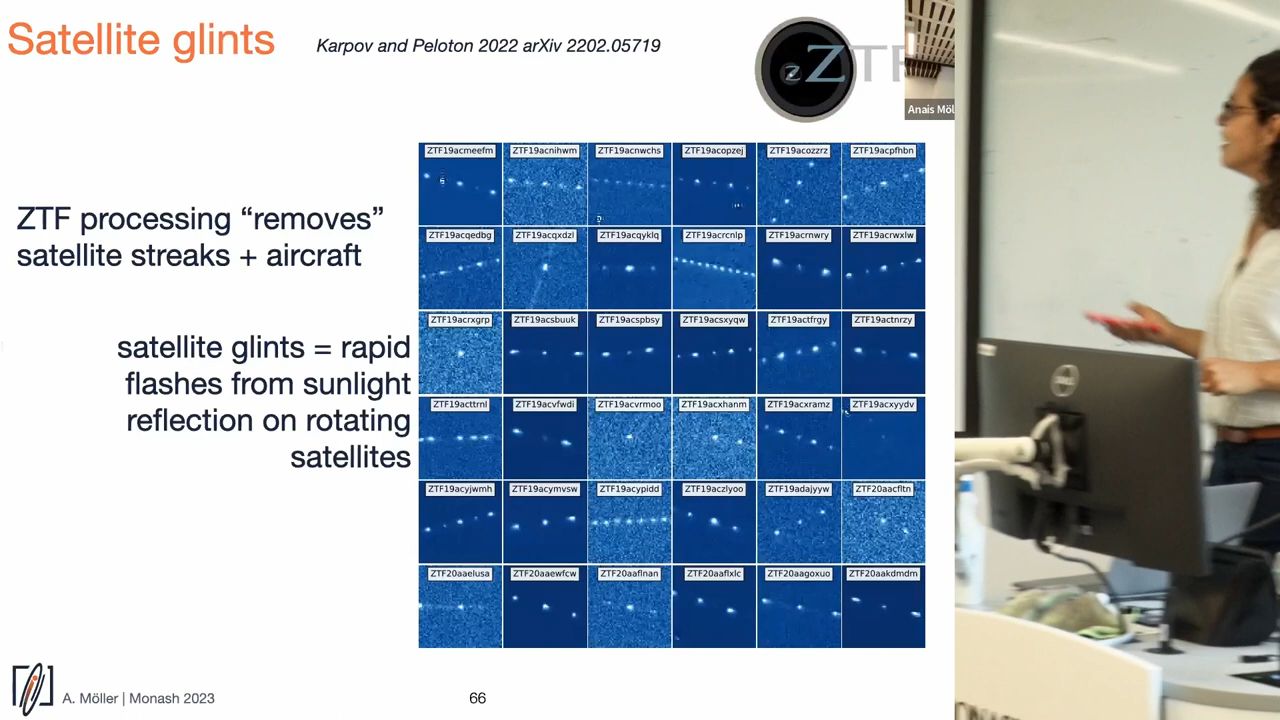 Satellite glints
Karpov and Peloton 2022 arXiv 2202.05719
ZTF
Anais Möl
ZTF processing “removes”
satellite streaks + aircraft
satellite glints = rapid
flashes from sunlight
reflection on rotating
satellites
ZTF19acmeefm ZTF19acnihwm ZTF19acnwchs ZTF19acopzej ZTF19acozzrz ZTF19acpfhbn
ZTF19acqedbg ZTF19acqxdzl ZTF19acqyklq ZTF19acrcnlp ZTF19acrnwry ZTF19acrwxlw
ZTF19acrxgrp ZTF19acsbuuk ZTF19acspbsy ZTF19acsxyqw ZTF19actfrgy ZTF19actnrzy
ZTF19acttrnl ZTF19acvfwdi ZTF19acvrmoo ZTF19acxhanm ZTF19acxramz ZTF19acxyydv
ZTF19acyjwmh ZTF19acymvsw ZTF19acypidd ZTF19aczlyoo ZTF19adajyyw ZTF20aacfltn
ZTF20aaelusa ZTF20aaewfcw ZTF20aaflnan ZTF20aaflxlc ZTF20aagoxuo ZTF20aakdmdm
A. Möller | Monash 2023
66